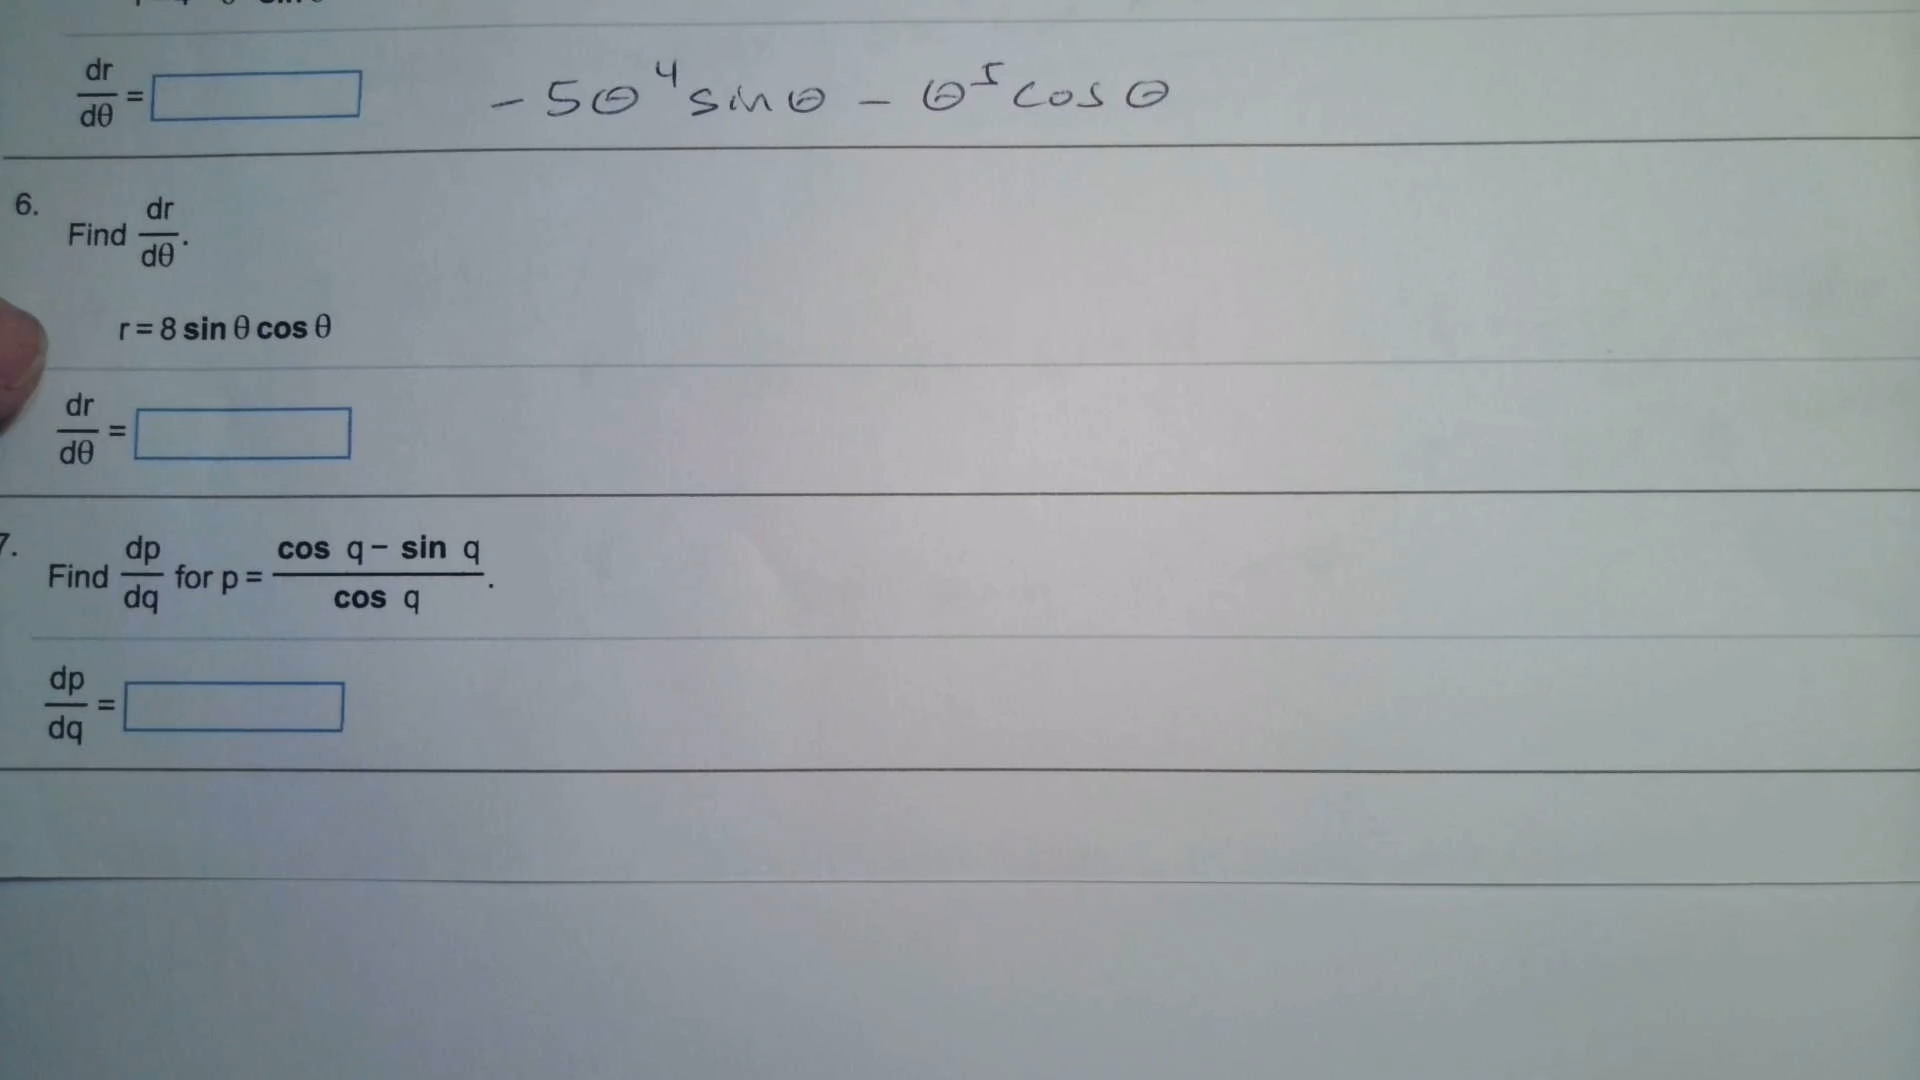 dr
dθ = - 5θ⁴ sin θ - θ⁵ cos θ
6.
Find dr/dθ.
r = 8 sin θ cos θ
dr/dθ =
7.
Find dp/dq for p = (cos q - sin q)/(cos q).
dp/dq =